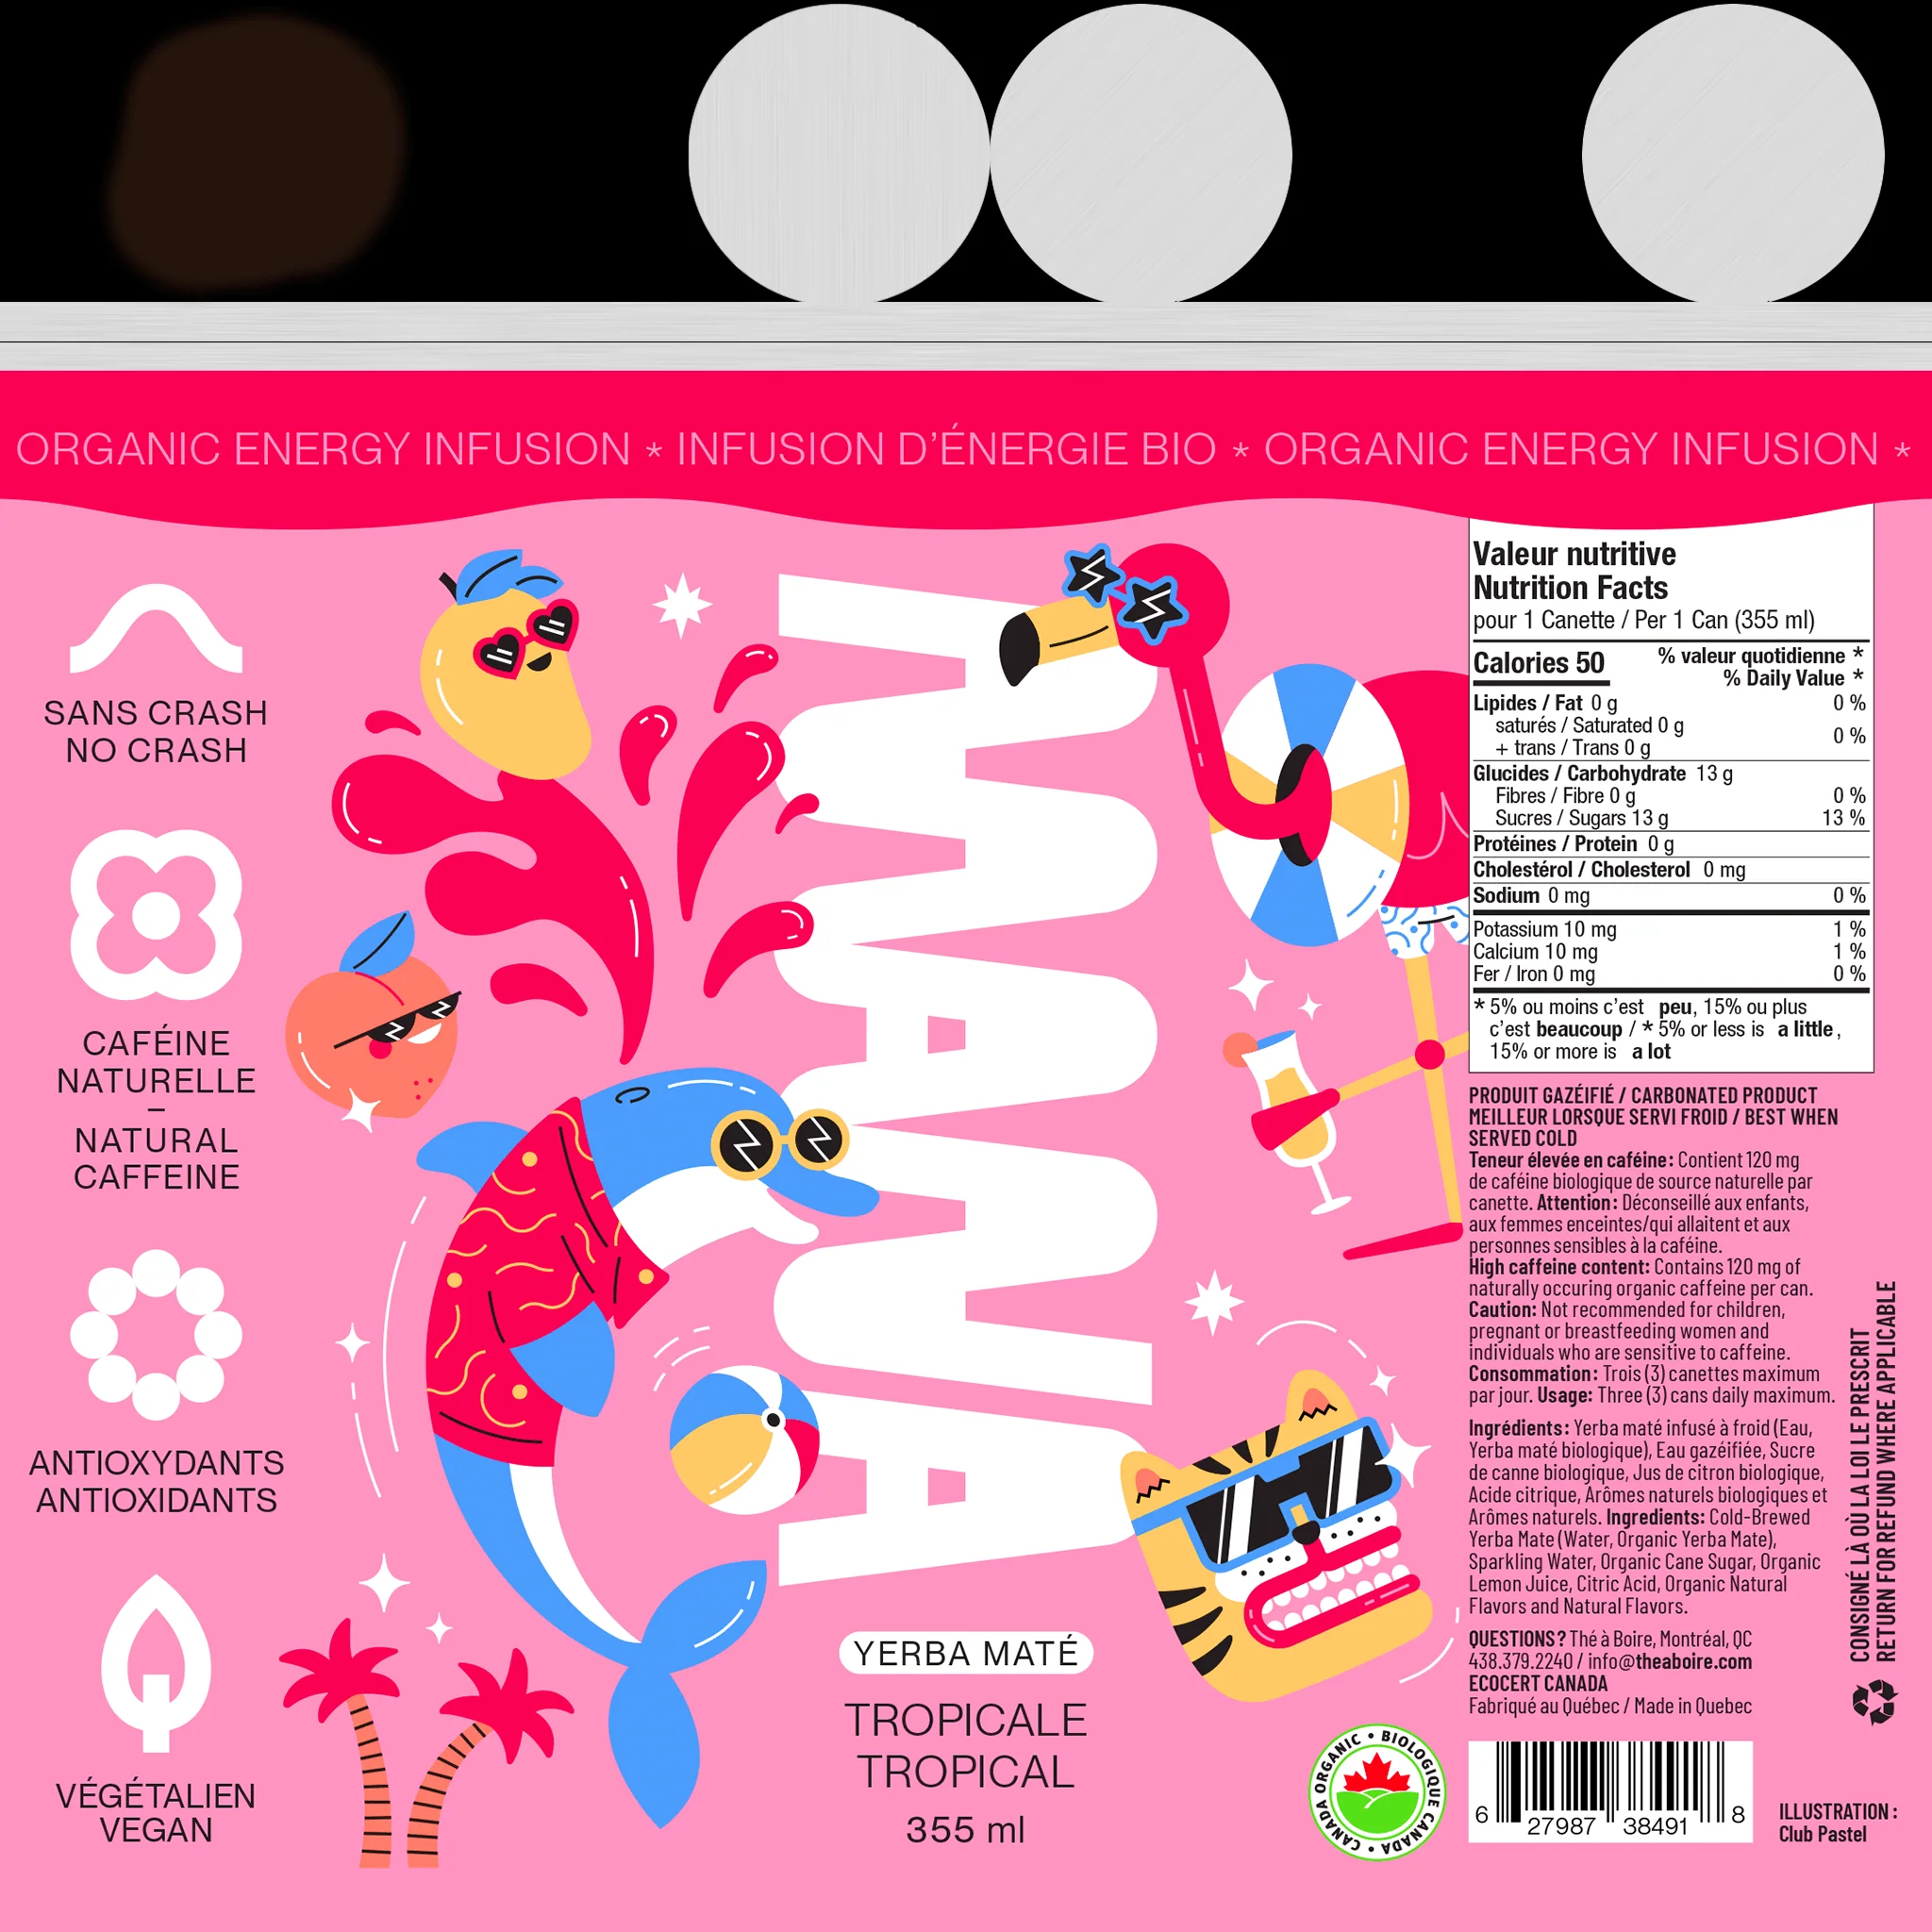 ORGANIC ENERGY INFUSION * INFUSION D'ÉNERGIE BIO * ORGANIC ENERGY INFUSION *
SANS CRASH
NO CRASH
CAFÉINE
NATURELLE
–
NATURAL
CAFFEINE
ANTIOXYDANTS
ANTIOXIDANTS
VÉGÉTALIEN
VEGAN
MAMMA
YERBA MATÉ
TROPICALE
TROPICAL
355 ml
Valeur nutritive
Nutrition Facts
pour 1 Canette / Per 1 Can (355 ml)
Calories 50
% valeur quotidienne *
% Daily Value *
Lipides / Fat 0 g 0 %
saturés / Saturated 0 g
+ trans / Trans 0 g 0 %
Glucides / Carbohydrate 13 g
Fibres / Fibre 0 g 0 %
Sucres / Sugars 13 g 13 %
Protéines / Protein 0 g
Cholestérol / Cholesterol 0 mg
Sodium 0 mg 0 %
Potassium 10 mg 1 %
Calcium 10 mg 1 %
Fer / Iron 0 mg 0 %
* 5% ou moins c'est peu, 15% ou plus
c'est beaucoup / * 5% or less is a little,
15% or more is a lot
PRODUIT GAZÉIFIÉ / CARBONATED PRODUCT
MEILLEUR LORSQUE SERVI FROID / BEST WHEN
SERVED COLD
Teneur élevée en caféine: Contient 120 mg
de caféine biologique de source naturelle par
canette. Attention: Déconseillé aux enfants,
aux femmes enceintes/qui allaitent et aux
personnes sensibles à la caféine.
High caffeine content: Contains 120 mg of
naturally occuring organic caffeine per can.
Caution: Not recommended for children,
pregnant or breastfeeding women and
individuals who are sensitive to caffeine.
Consommation: Trois (3) canettes maximum
par jour. Usage: Three (3) cans daily maximum.
Ingrédients: Yerba maté infusé à froid (Eau,
Yerba maté biologique), Eau gazéifiée, Sucre
de canne biologique, Jus de citron biologique,
Acide citrique, Arômes naturels biologiques et
Arômes naturels. Ingredients: Cold-Brewed
Yerba Mate (Water, Organic Yerba Mate),
Sparkling Water, Organic Cane Sugar, Organic
Lemon Juice, Citric Acid, Organic Natural
Flavors and Natural Flavors.
QUESTIONS? Thé à Boire, Montréal, QC
438.379.2240 / info@theaboire.com
ECOCERT CANADA
Fabriqué au Québec / Made in Quebec
CONSIGNÉ LÀ OÙ LA LOI LE PRESCRIT
RETURN FOR REFUND WHERE APPLICABLE
CANADA ORGANIC • BIOLOGIQUE CANADA •
6 27987 38491 8
ILLUSTRATION :
Club Pastel